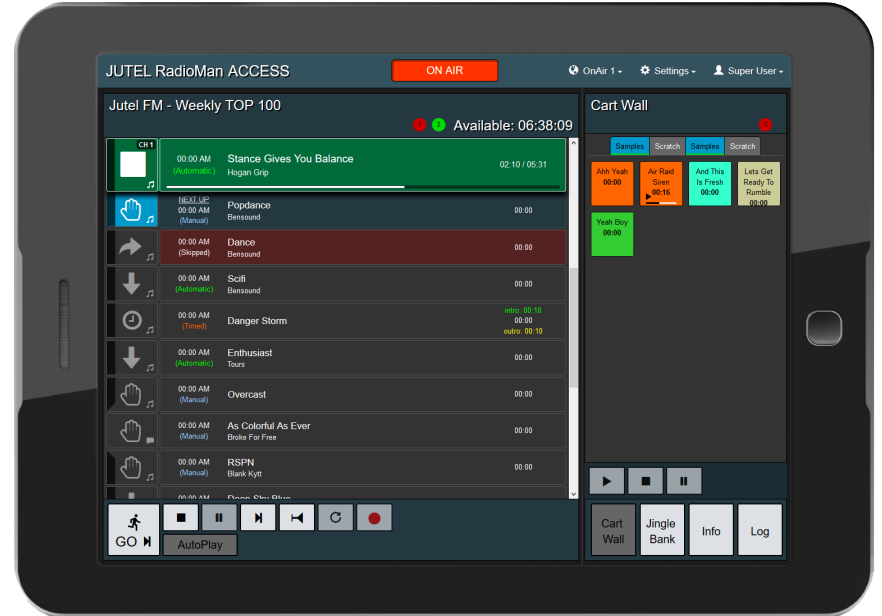 JUTEL RadioMan ACCESS
ON AIR
OnAir 1
Settings
Super User
Jutel FM - Weekly TOP 100
1 2 Available: 06:38:09
CH 1
00:00 AM
(Automatic)
Stance Gives You Balance
Hogan Grip
02:10 / 05:31
NEXT UP
00:00 AM
(Manual)
Popdance
Bensound
00:00
00:00 AM
(Skipped)
Dance
Bensound
00:00
00:00 AM
(Automatic)
Scifi
Bensound
00:00
00:00 AM
(Timed)
Danger Storm
intro: 00:18
00:00
outro: 00:10
00:00 AM
(Automatic)
Enthusiast
Tours
00:00
00:00 AM
(Manual)
Overcast
00:00
00:00 AM
(Manual)
As Colorful As Ever
Broke For Free
00:00
00:00 AM
(Manual)
RSPN
Blank Kytt
00:00
00:00 AM
Deep Sky Blue
GO
AutoPlay
Cart Wall
C
Samples
Scratch
Samples
Scratch
Ahh Yeah
00:00
Air Raid
Siren
00:16
And This
Is Fresh
00:00
Lets Get
Ready To
Rumble
00:00
Yeah Boy
00:00
Cart
Wall
Jingle
Bank
Info
Log